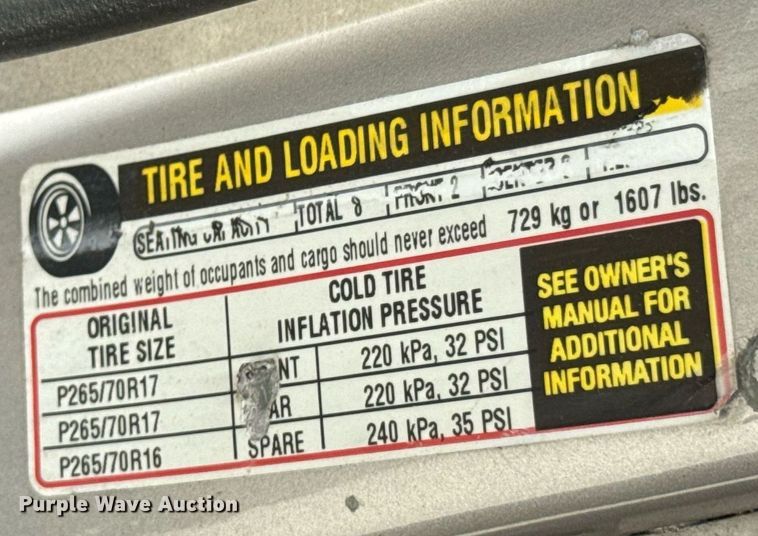 TIRE AND LOADING INFORMATION
TOTAL 8 FRONT 2
The combined weight of occupants and cargo should never exceed 729 kg or 1607 lbs.
ORIGINAL
TIRE SIZE
COLD TIRE
INFLATION PRESSURE
P265/70R17 220 kPa, 32 PSI
P265/70R17 220 kPa, 32 PSI
P265/70R16 SPARE 240 kPa, 35 PSI
SEE OWNER'S
MANUAL FOR
ADDITIONAL
INFORMATION
Purple Wave Auction